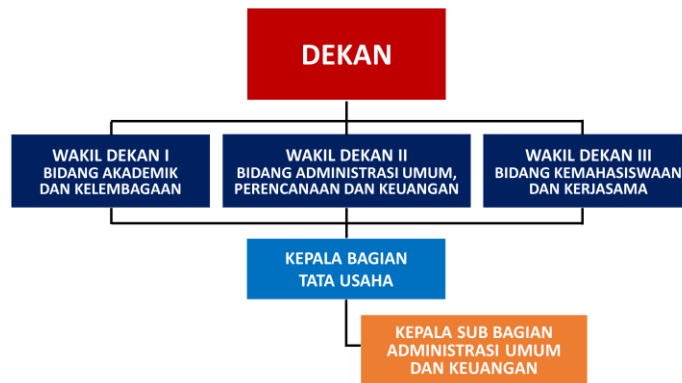 DEKAN
WAKIL DEKAN I
BIDANG AKADEMIK
DAN KELEMBAGAAN
WAKIL DEKAN II
BIDANG ADMINISTRASI UMUM,
PERENCANAAN DAN KEUANGAN
WAKIL DEKAN III
BIDANG KEMAHASISWAAN
DAN KERJASAMA
KEPALA BAGIAN
TATA USAHA
KEPALA SUB BAGIAN
ADMINISTRASI UMUM
DAN KEUANGAN